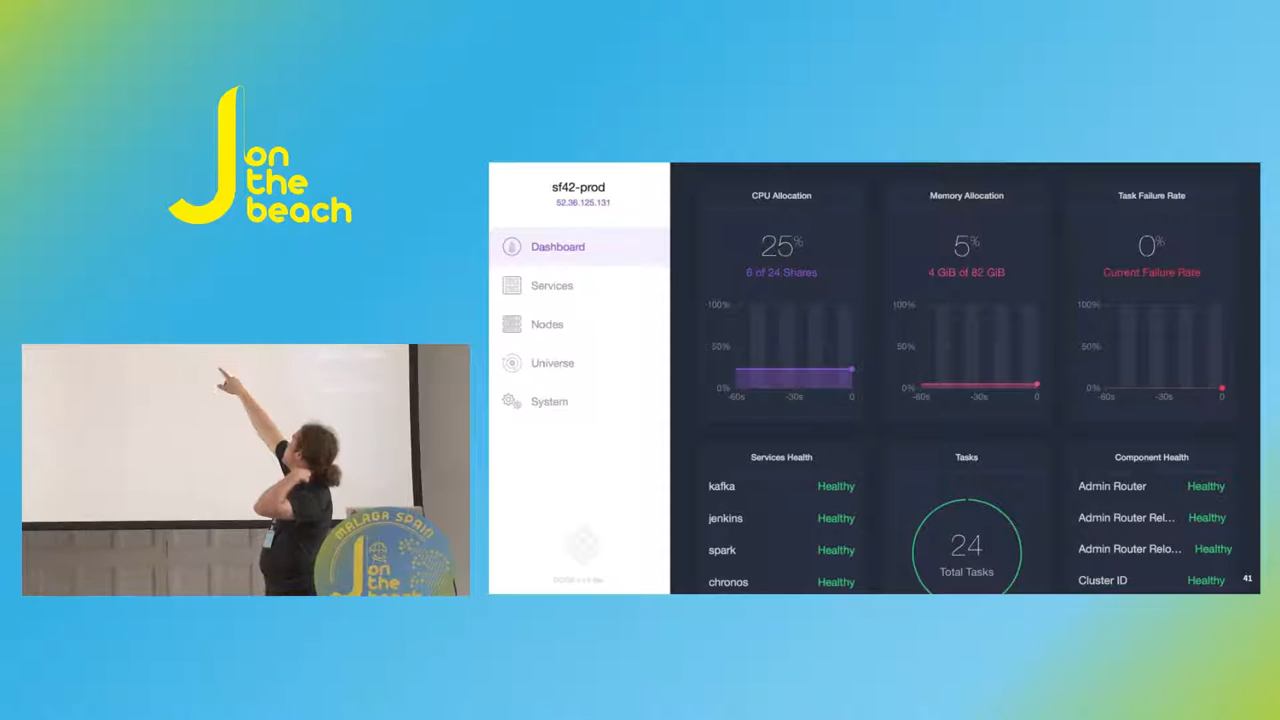 J on
the
beach
MALAGA SPAIN
J on
the
beach
sf42-prod
52.36.125.131
Dashboard
Services
Nodes
Universe
System
CPU Allocation
25%
6 of 24 Shares
100%
50%
0%
-60s -30s 0
Memory Allocation
5%
4 GiB of 82 GiB
100%
50%
0%
-60s -30s 0
Task Failure Rate
0%
Current Failure Rate
100%
50%
0%
-60s -30s 0
Services Health
kafka Healthy
jenkins Healthy
spark Healthy
chronos Healthy
Tasks
24
Total Tasks
Component Health
Admin Router Healthy
Admin Router Rel... Healthy
Admin Router Relo... Healthy
Cluster ID Healthy
41